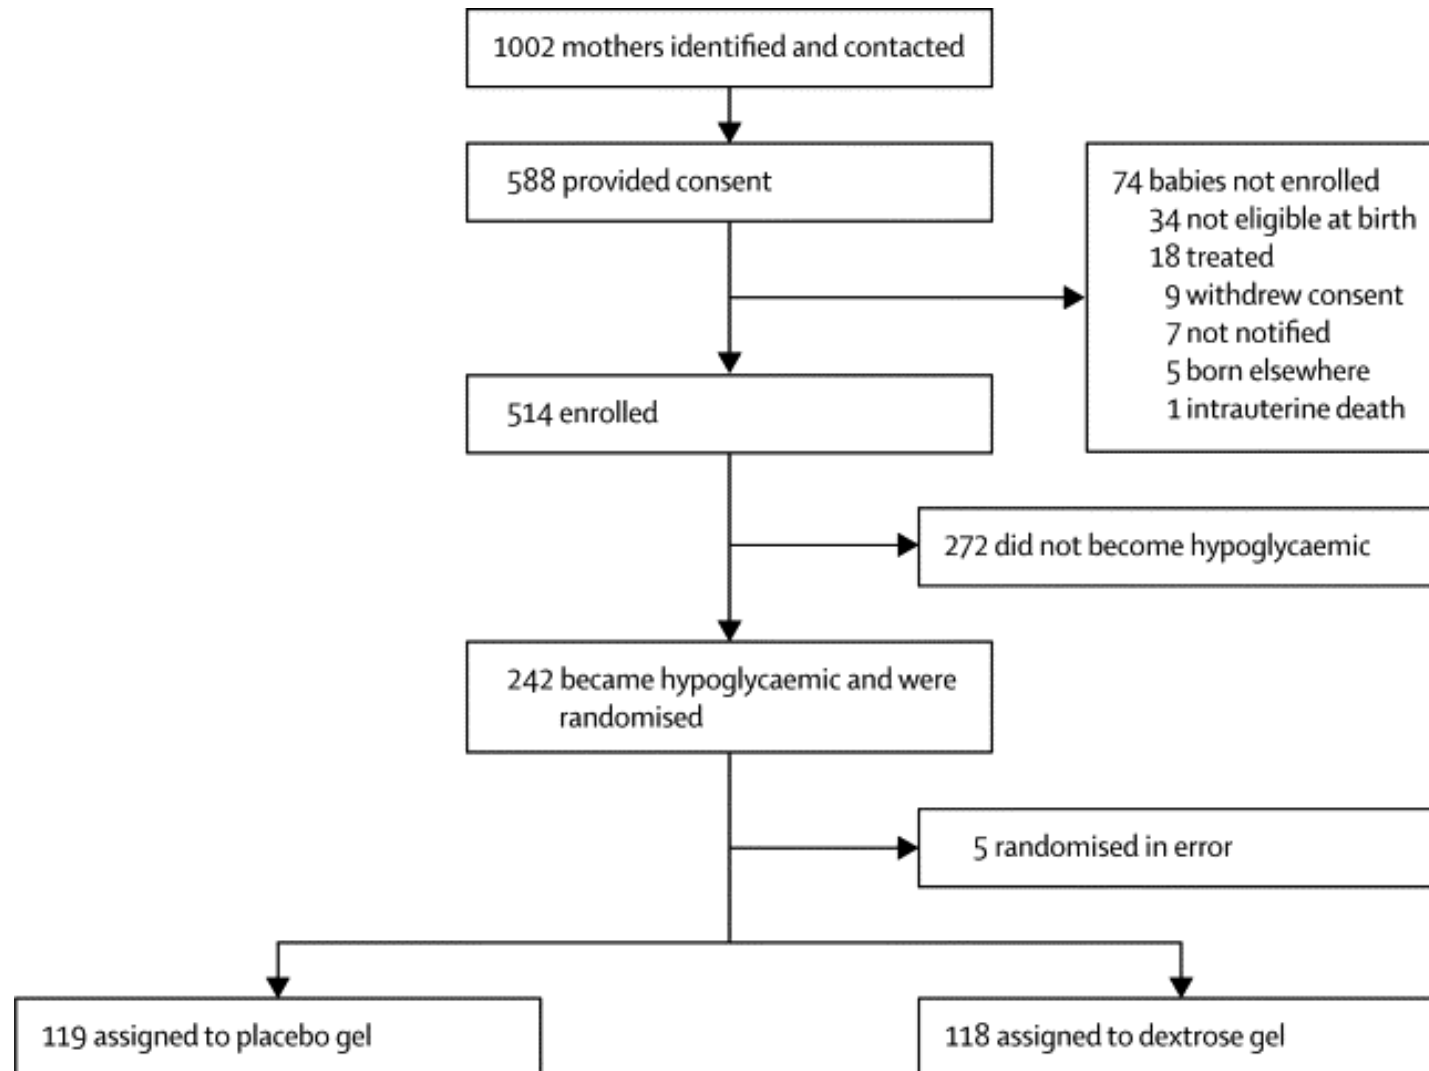 1002 mothers identified and contacted
588 provided consent
74 babies not enrolled
34 not eligible at birth
18 treated
9 withdrew consent
7 not notified
5 born elsewhere
1 intrauterine death
514 enrolled
272 did not become hypoglycaemic
242 became hypoglycaemic and were
randomised
5 randomised in error
119 assigned to placebo gel
118 assigned to dextrose gel